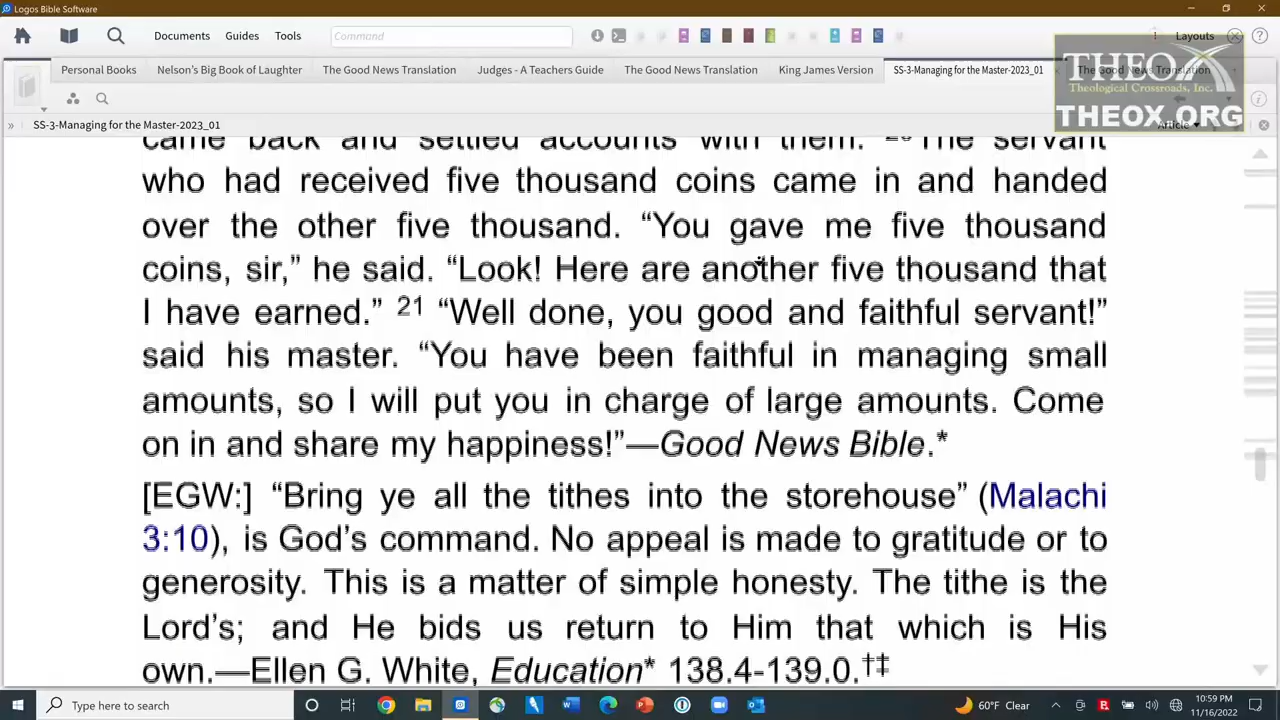 Logos Bible Software
Documents Guides Tools Command Layouts
Personal Books Nelson's Big Book of Laughter The Good Judges - A Teachers Guide The Good News Translation King James Version SS-3-Managing for the Master-2023_01 The Good News Translation
THEOX
Theological Crossroads, Inc.
THEOX.ORG
SS-3-Managing for the Master-2023_01 Article
came back and settled accounts with them. 20 The servant
who had received five thousand coins came in and handed
over the other five thousand. “You gave me five thousand
coins, sir,” he said. “Look! Here are another five thousand that
I have earned.” 21 “Well done, you good and faithful servant!”
said his master. “You have been faithful in managing small
amounts, so I will put you in charge of large amounts. Come
on in and share my happiness!”—Good News Bible.*
[EGW:] “Bring ye all the tithes into the storehouse” (Malachi
3:10), is God’s command. No appeal is made to gratitude or to
generosity. This is a matter of simple honesty. The tithe is the
Lord’s; and He bids us return to Him that which is His
own.—Ellen G. White, Education* 138.4-139.0.†‡
Type here to search
60°F Clear
10:59 PM
11/16/2022